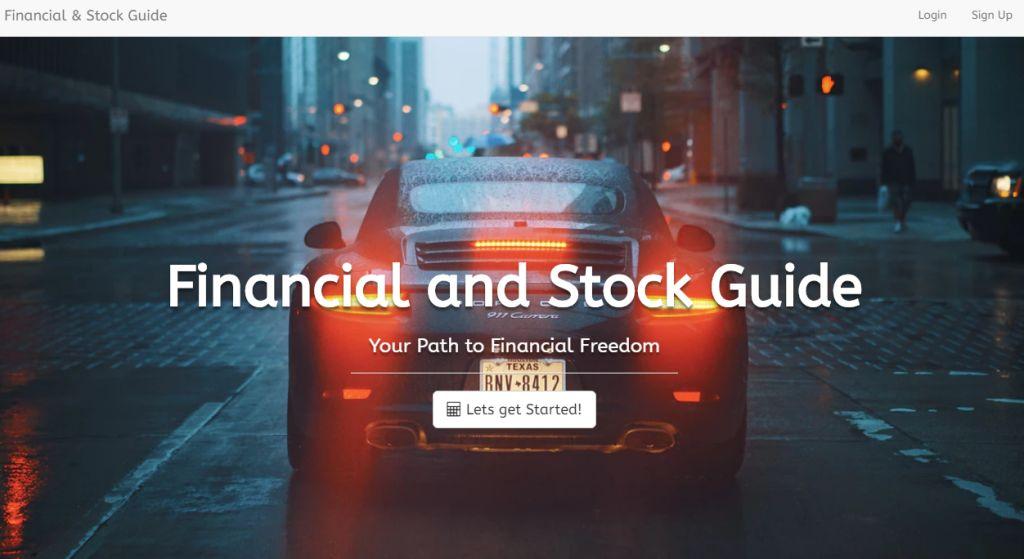 Financial & Stock Guide
Login
Sign Up
Financial and Stock Guide
911 Carrera
Your Path to Financial Freedom
TEXAS
BNV★8412
Lets get Started!